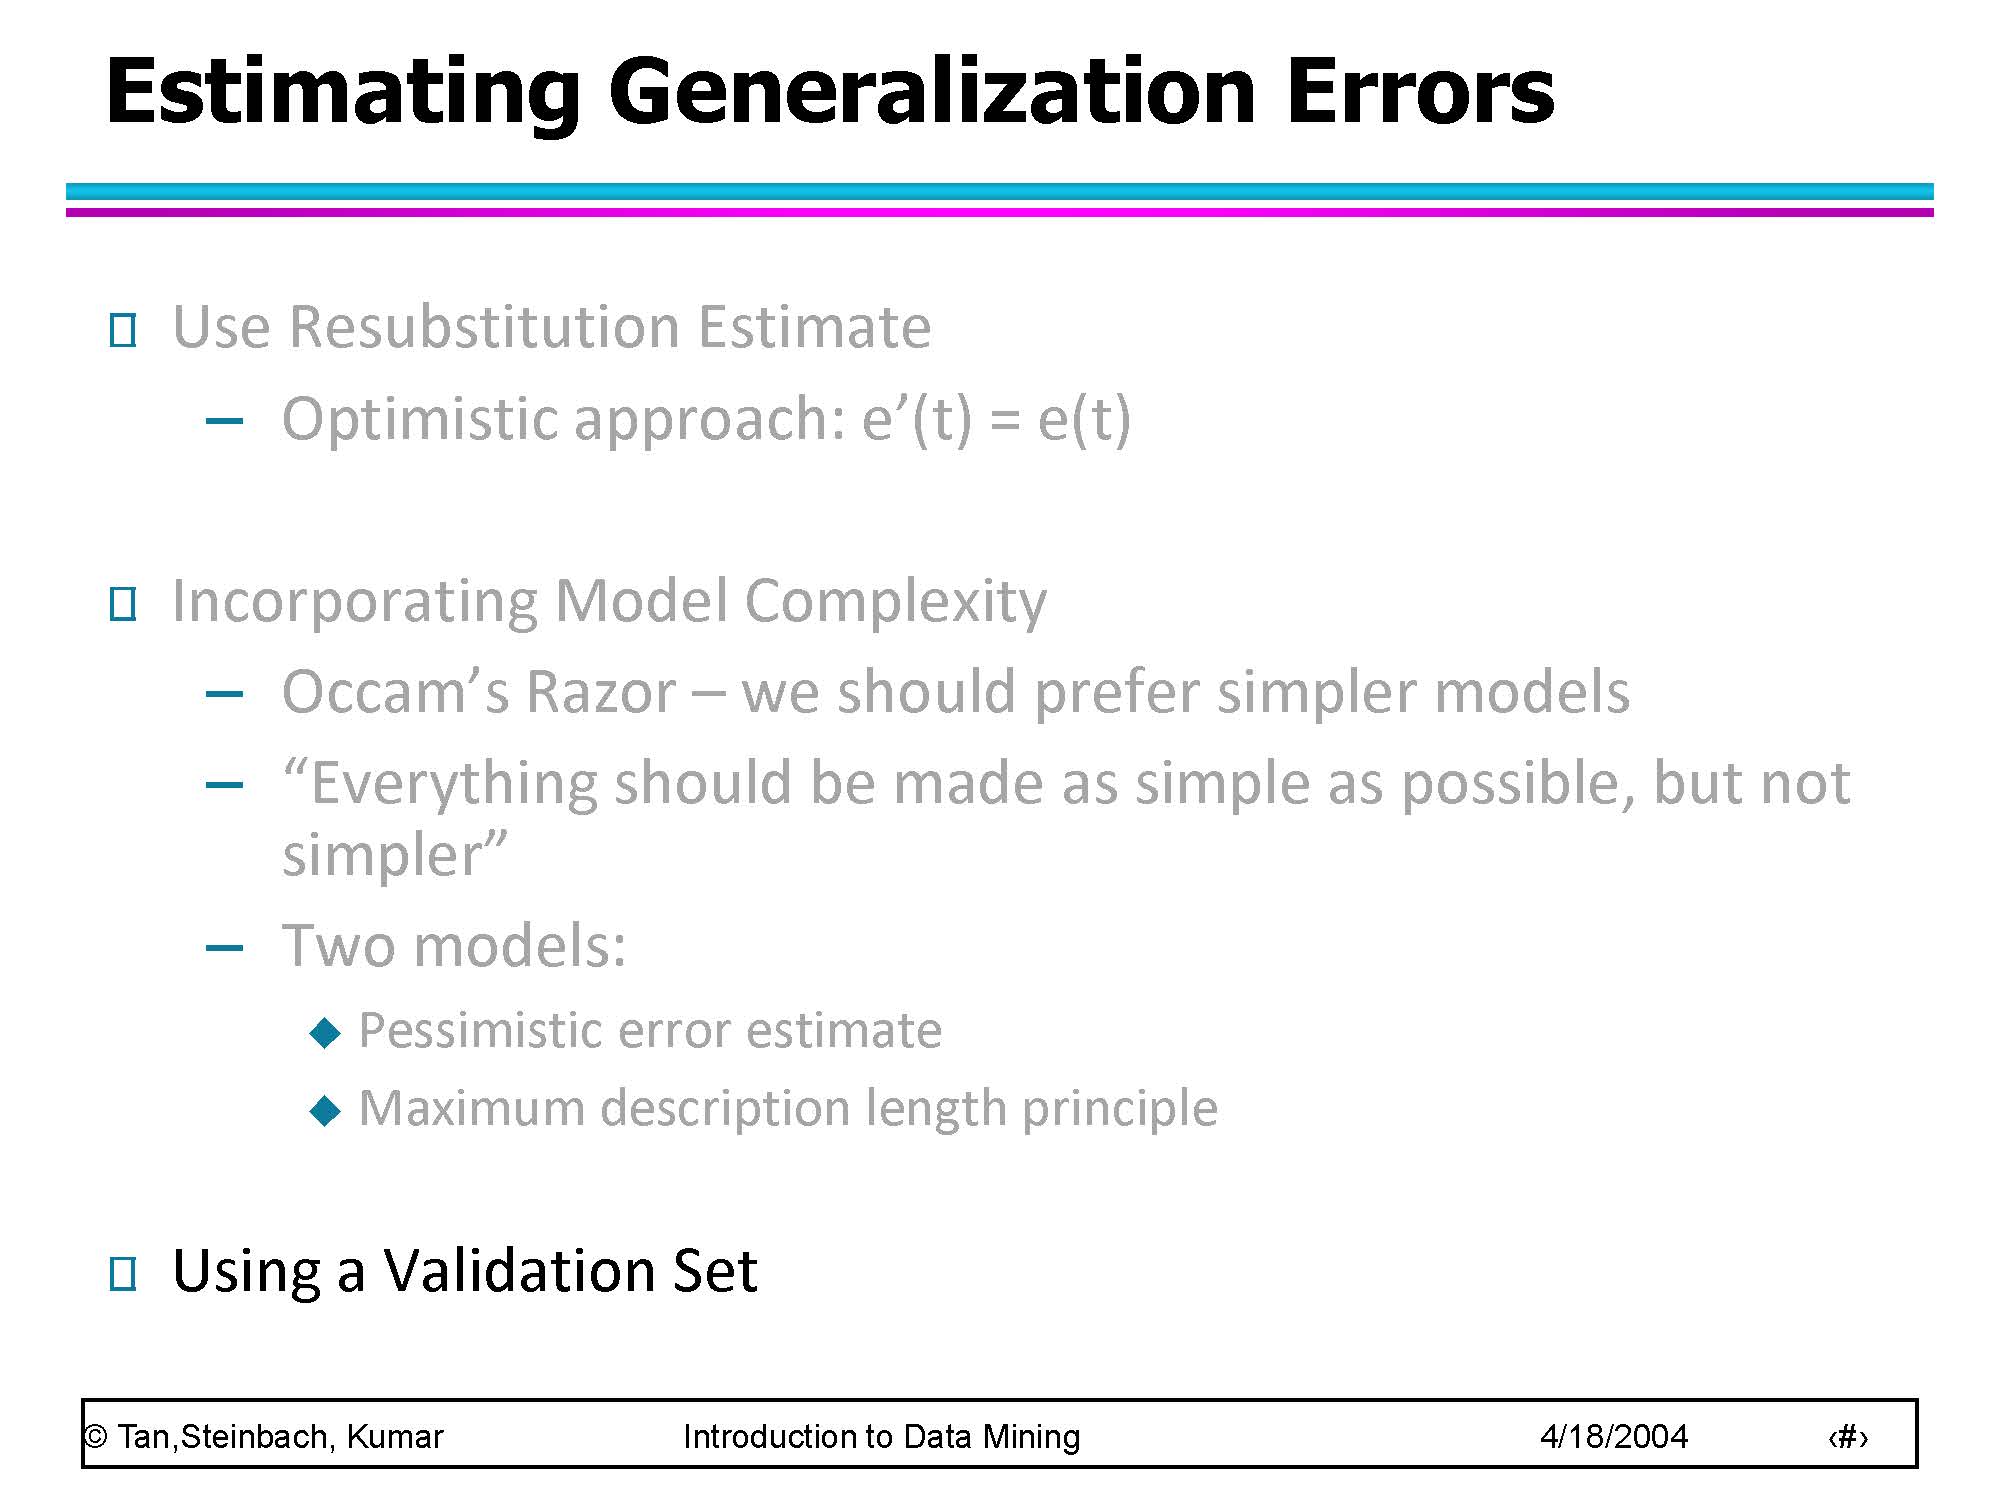 Estimating Generalization Errors
Use Resubstitution Estimate
– Optimistic approach: e’(t) = e(t)
Incorporating Model Complexity
– Occam’s Razor – we should prefer simpler models
– “Everything should be made as simple as possible, but not
simpler”
– Two models:
◆ Pessimistic error estimate
◆ Maximum description length principle
Using a Validation Set
© Tan,Steinbach, Kumar Introduction to Data Mining 4/18/2004 ‹#›